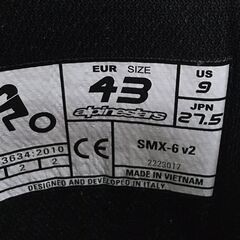 EUR SIZE
43
alpinestars
US
9
JPN
27.5
3634:2010
2 2
CE
SMX-6 v2
2223017
MADE IN VIETNAM
DESIGNED AND DEVELOPED IN ITALY